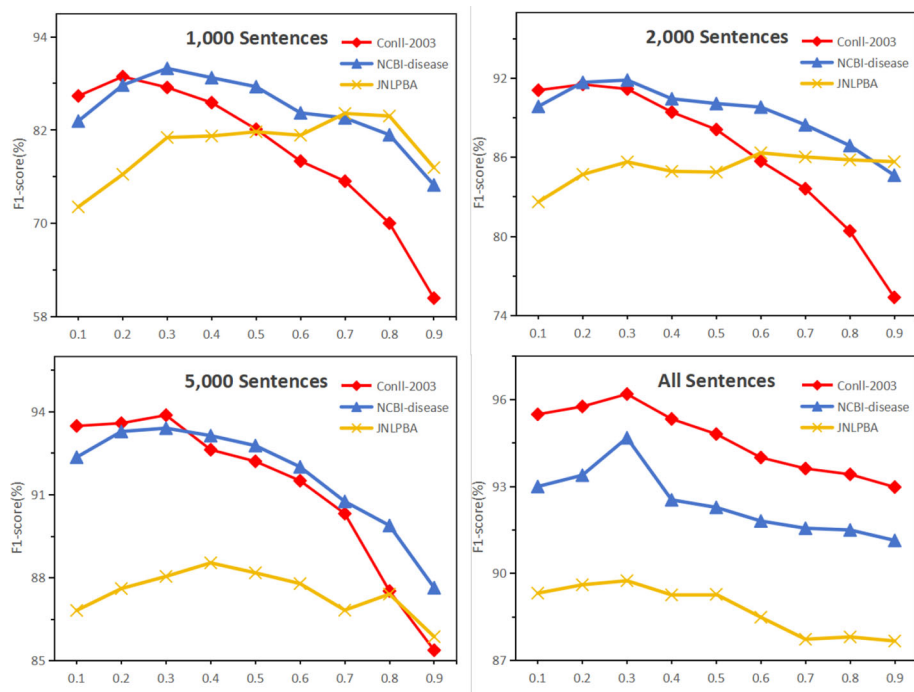 1,000 Sentences
F1-score(%)
94
82
70
58
Conll-2003
NCBI-disease
JNLPBA
0.1 0.2 0.3 0.4 0.5 0.6 0.7 0.8 0.9
2,000 Sentences
F1-score(%)
92
86
80
74
Conll-2003
NCBI-disease
JNLPBA
0.1 0.2 0.3 0.4 0.5 0.6 0.7 0.8 0.9
5,000 Sentences
F1-score(%)
94
91
88
85
Conll-2003
NCBI-disease
JNLPBA
0.1 0.2 0.3 0.4 0.5 0.6 0.7 0.8 0.9
All Sentences
F1-score(%)
96
93
90
87
Conll-2003
NCBI-disease
JNLPBA
0.1 0.2 0.3 0.4 0.5 0.6 0.7 0.8 0.9